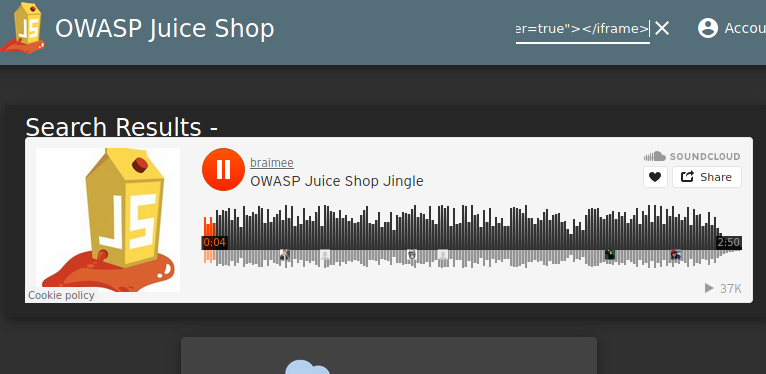 JS
OWASP Juice Shop
er=true"></iframe>
Accou
Search Results -
JS
braimee
OWASP Juice Shop Jingle
SOUNDCLOUD
Share
0:04
2:50
Cookie policy
37K